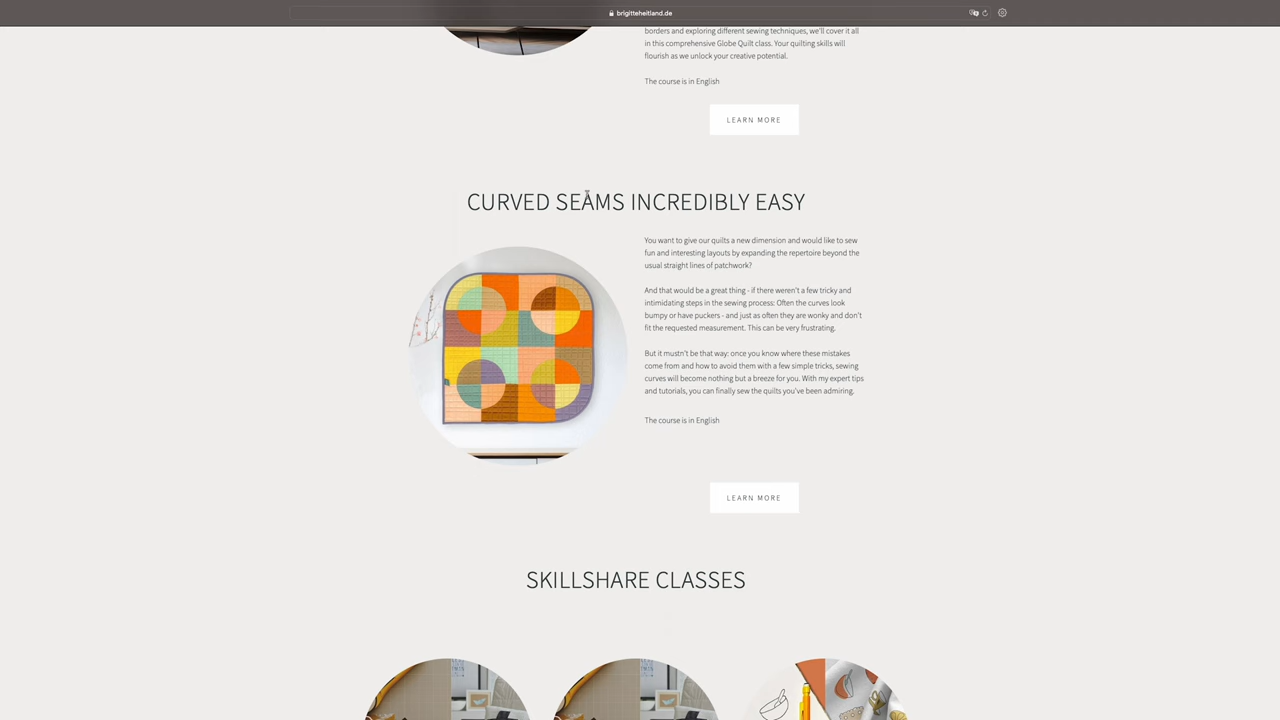 brigitteheitland.de
borders and exploring different sewing techniques, we'll cover it all
in this comprehensive Globe Quilt class. Your quilting skills will
flourish as we unlock your creative potential.
The course is in English
LEARN MORE
CURVED SEAMS INCREDIBLY EASY
You want to give our quilts a new dimension and would like to sew
fun and interesting layouts by expanding the repertoire beyond the
usual straight lines of patchwork?
And that would be a great thing - if there weren't a few tricky and
intimidating steps in the sewing process: Often the curves look
bumpy or have puckers - and just as often they are wonky and don't
fit the requested measurement. This can be very frustrating.
But it mustn't be that way: once you know where these mistakes
come from and how to avoid them with a few simple tricks, sewing
curves will become nothing but a breeze for you. With my expert tips
and tutorials, you can finally sew the quilts you've been admiring.
The course is in English
LEARN MORE
SKILLSHARE CLASSES